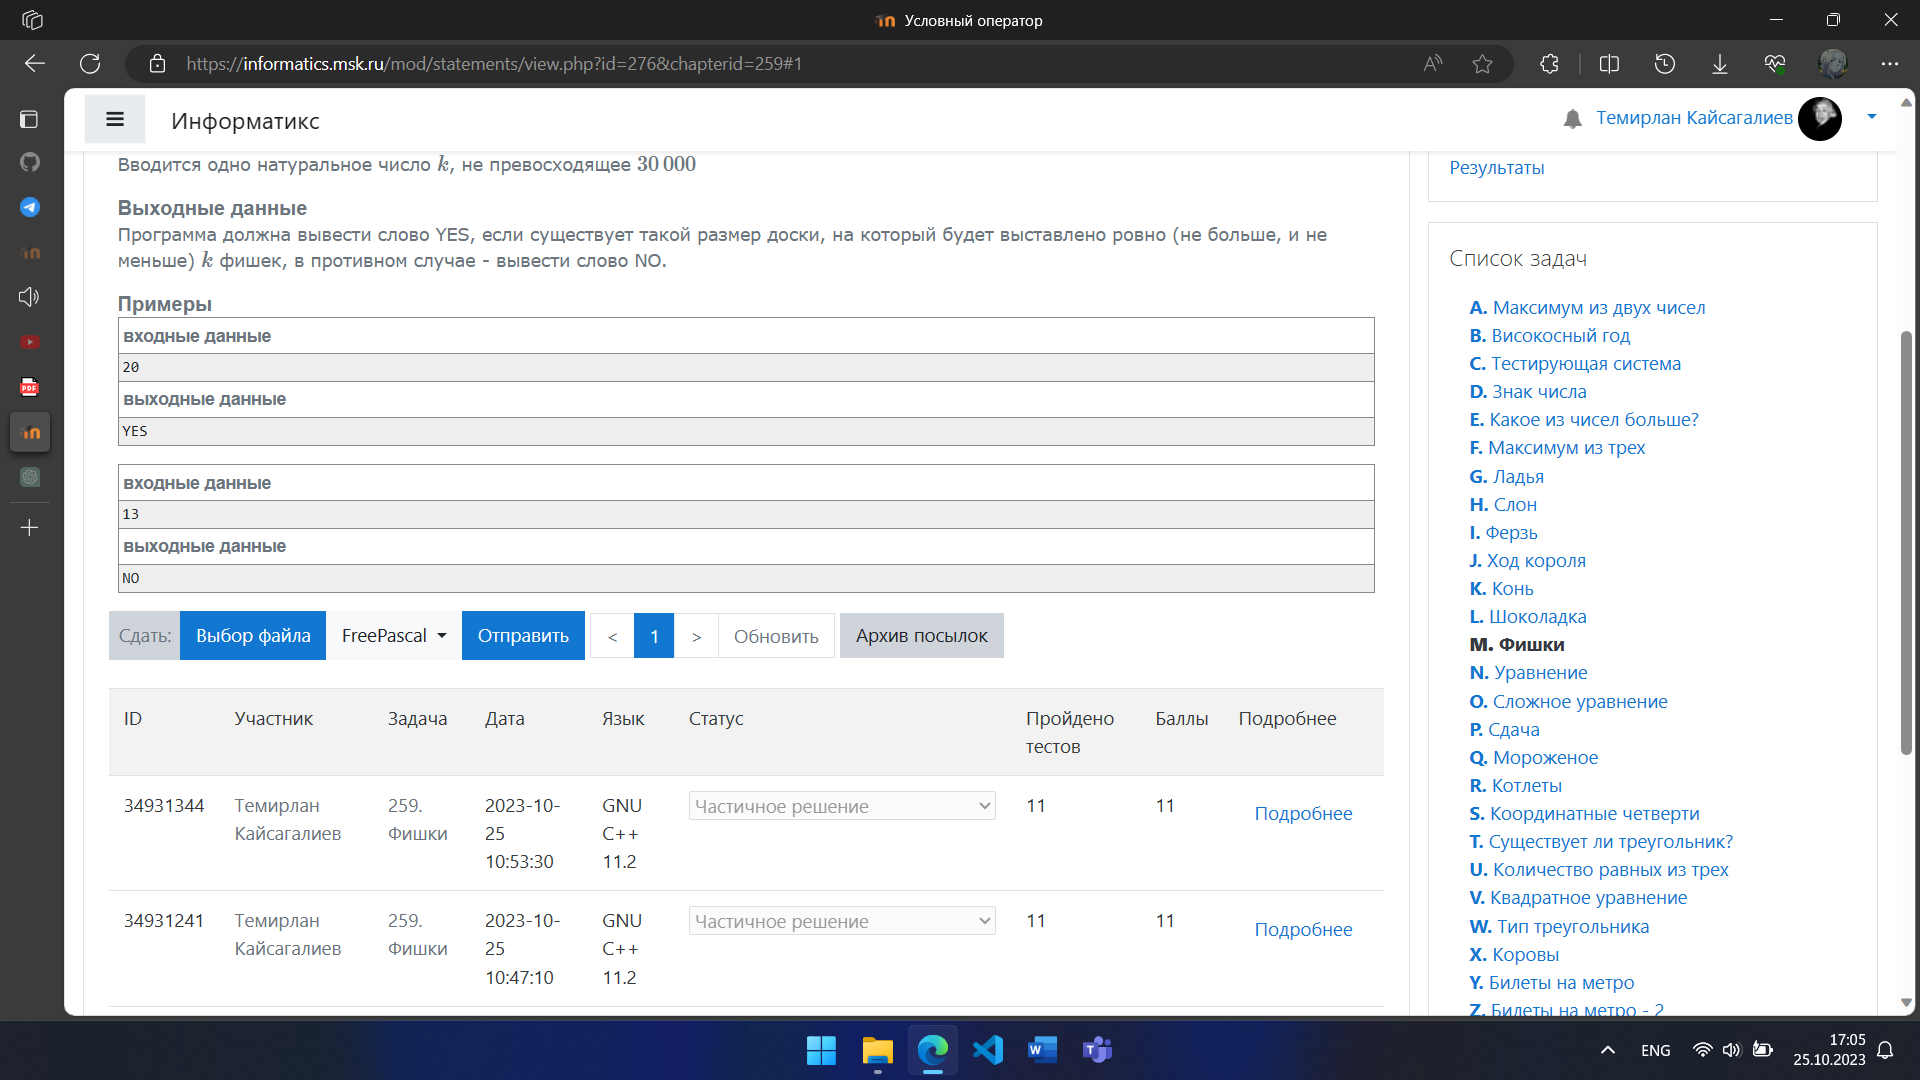 Условный оператор
https://informatics.msk.ru/mod/statements/view.php?id=276&chapterid=259#1
Информатикс
Темирлан Кайсагалиев
Вводится одно натуральное число k, не превосходящее 30 000
Выходные данные
Программа должна вывести слово YES, если существует такой размер доски, на который будет выставлено ровно (не больше, и не
меньше) k фишек, в противном случае - вывести слово NO.
Примеры
входные данные
20
выходные данные
YES
входные данные
13
выходные данные
NO
Сдать: Выбор файла FreePascal Отправить < 1 > Обновить Архив посылок
ID Участник Задача Дата Язык Статус Пройдено Баллы Подробнее
тестов
34931344 Темирлан 259. 2023-10- GNU Частичное решение 11 11 Подробнее
Кайсагалиев Фишки 25 C++
10:53:30 11.2
34931241 Темирлан 259. 2023-10- GNU Частичное решение 11 11 Подробнее
Кайсагалиев Фишки 25 C++
10:47:10 11.2
Результаты
Список задач
A. Максимум из двух чисел
B. Високосный год
C. Тестирующая система
D. Знак числа
E. Какое из чисел больше?
F. Максимум из трех
G. Ладья
H. Слон
I. Ферзь
J. Ход короля
K. Конь
L. Шоколадка
M. Фишки
N. Уравнение
O. Сложное уравнение
P. Сдача
Q. Мороженое
R. Котлеты
S. Координатные четверти
T. Существует ли треугольник?
U. Количество равных из трех
V. Квадратное уравнение
W. Тип треугольника
X. Коровы
Y. Билеты на метро
Z. Билеты на метро - 2
ENG
17:05
25.10.2023